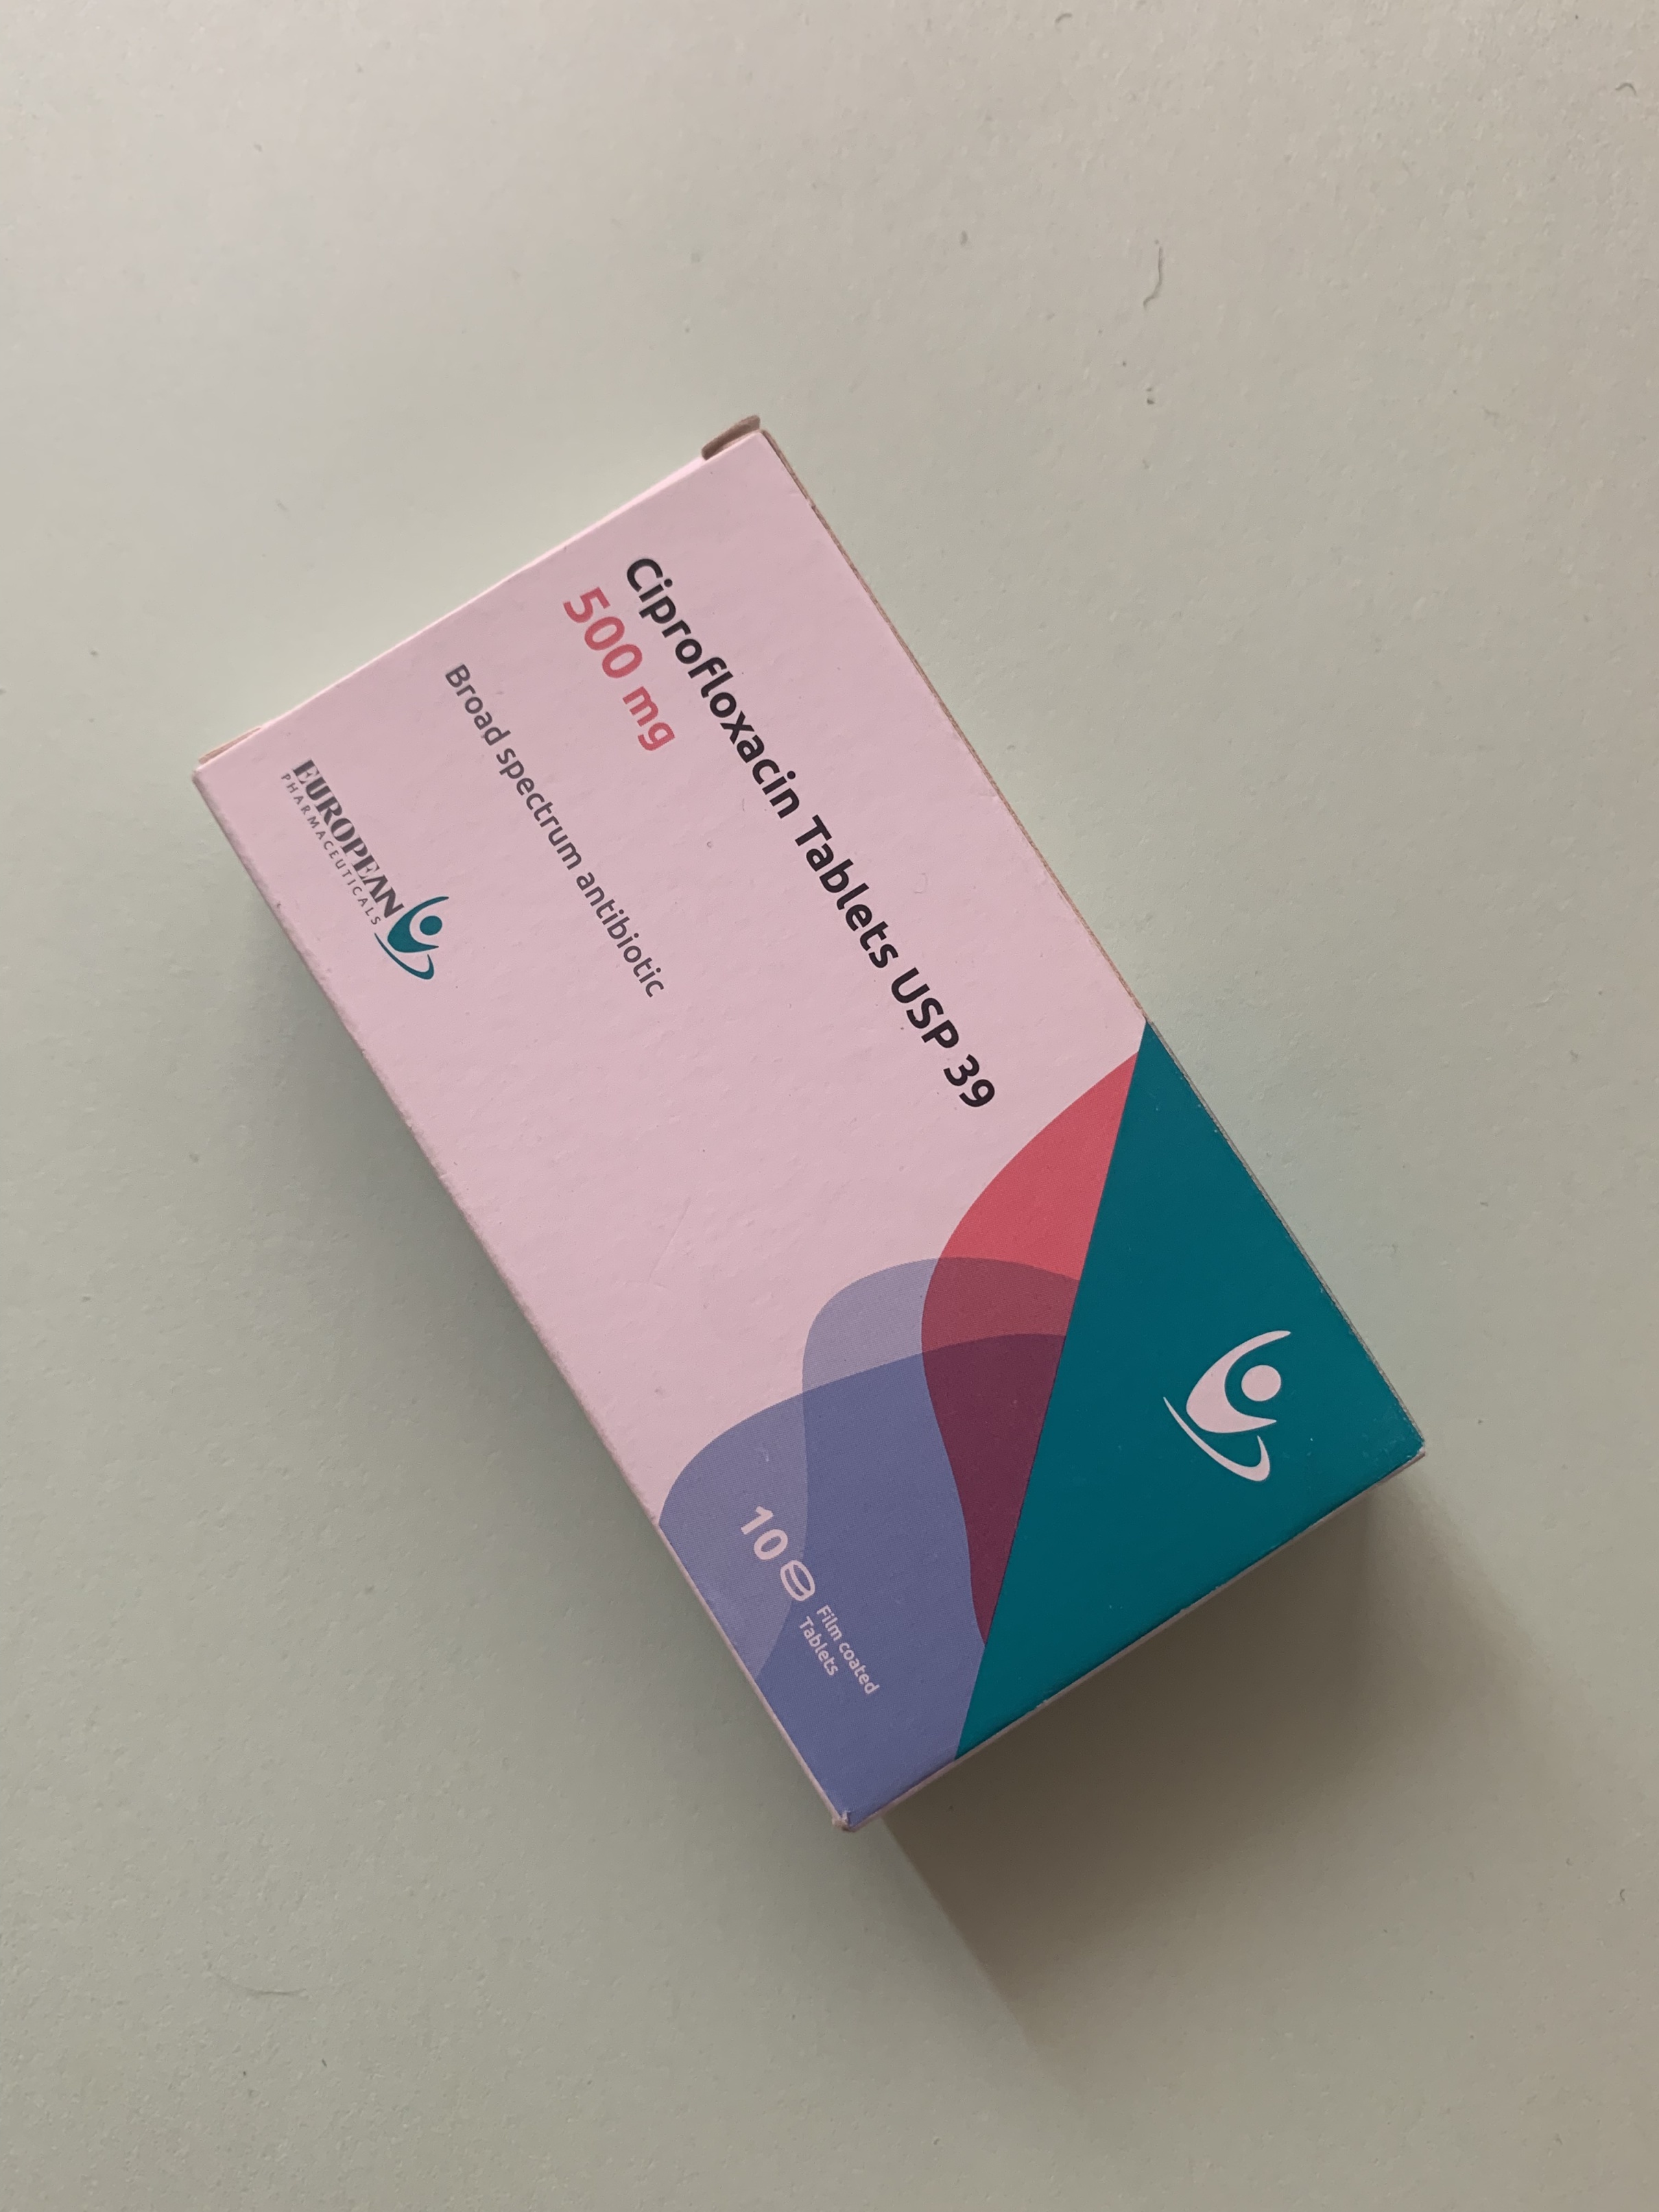 Ciprofloxacin Tablets USP 39
500 mg
Broad spectrum antibiotic
EUROPEAN
PHARMACEUTICALS
10 Film coated
Tablets